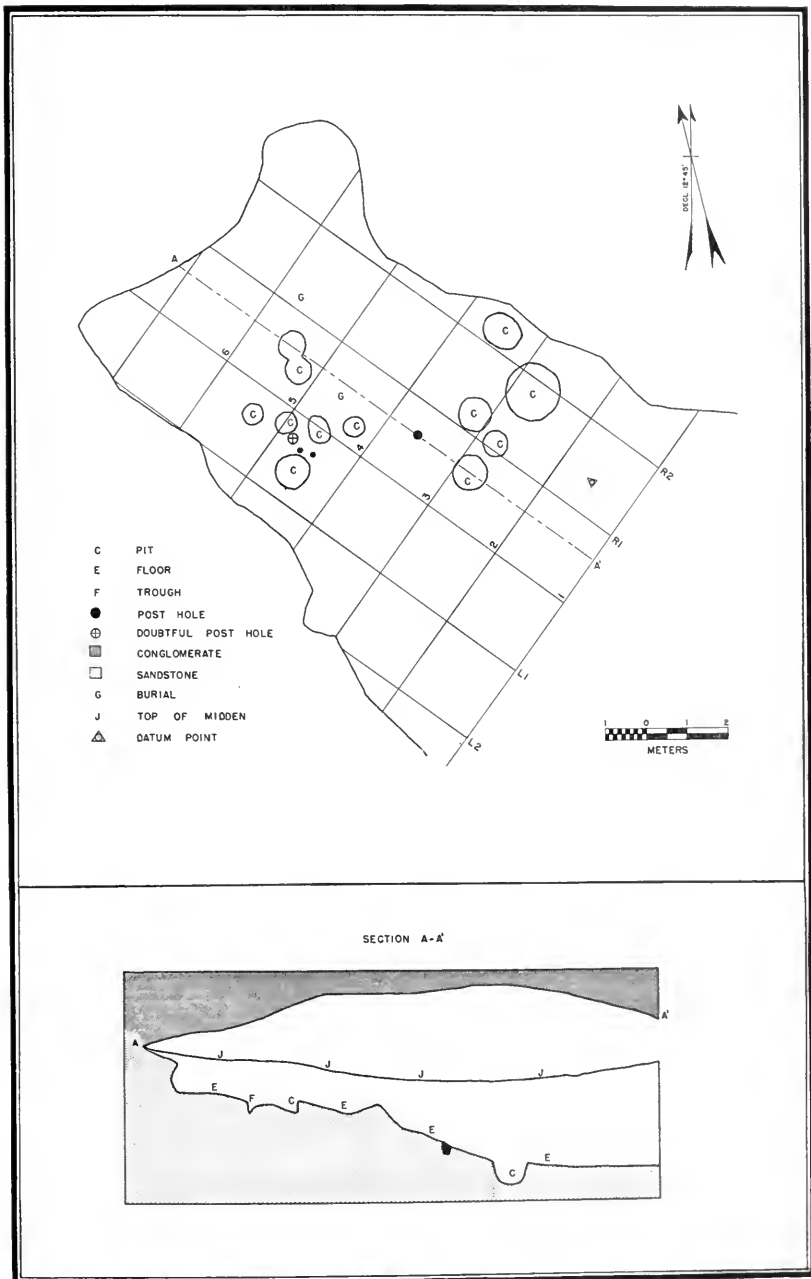 DECL 12° 45'
A
G
C
6
C
5
G
C
C
C
C
4
C
C
C
C
C
3
C
R2
2
R1
A'
1
L1
L2
C PIT
E FLOOR
F TROUGH
POST HOLE
DOUBTFUL POST HOLE
CONGLOMERATE
SANDSTONE
G BURIAL
J TOP OF MIDDEN
DATUM POINT
1 0 1 2
METERS
SECTION A-A'
A'
A
J
J
J
J
E
F
C
E
E
C
E